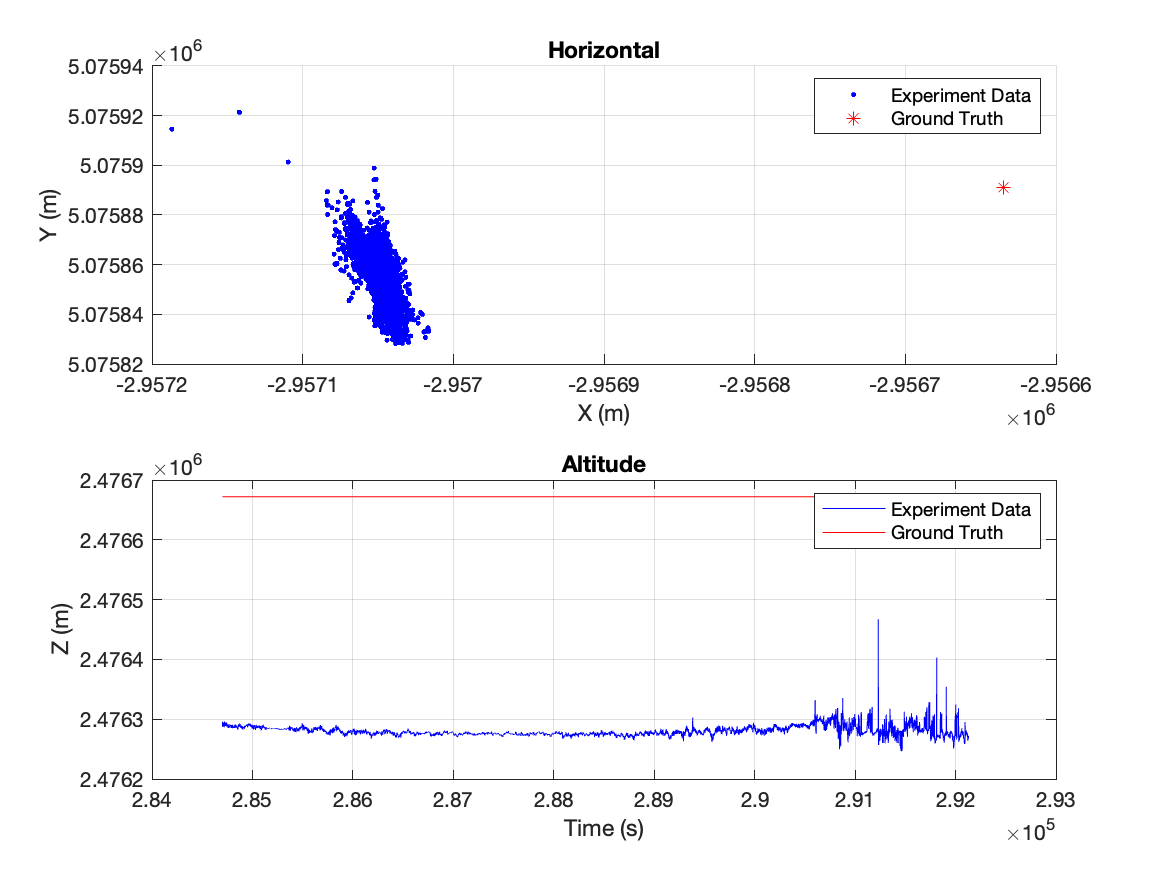 Horizontal
×10⁶
5.07594
5.07592
5.0759
5.07588
5.07586
5.07584
5.07582
Y (m)
Experiment Data
Ground Truth
-2.9572 -2.9571 -2.957 -2.9569 -2.9568 -2.9567 -2.9566
X (m)
×10⁶
Altitude
×10⁶
2.4767
2.4766
2.4765
2.4764
2.4763
2.4762
Z (m)
Experiment Data
Ground Truth
2.84 2.85 2.86 2.87 2.88 2.89 2.9 2.91 2.92 2.93
Time (s)
×10⁵